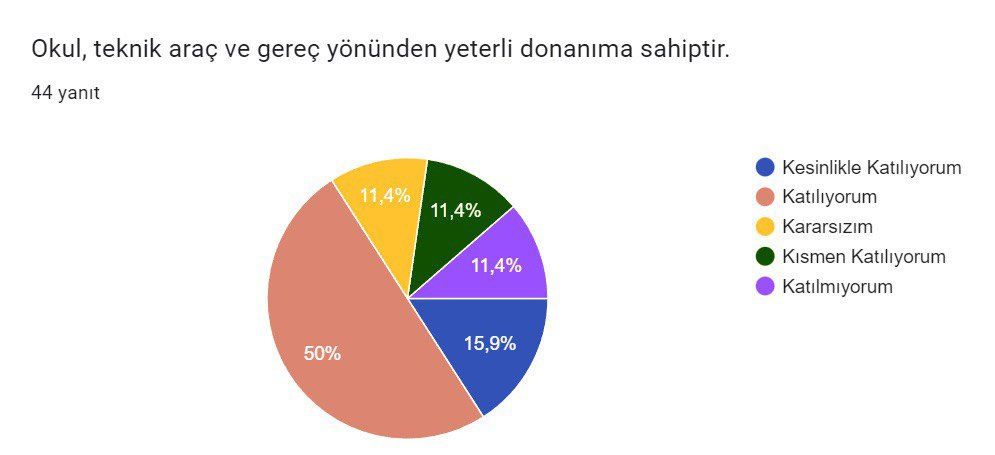 Okul, teknik araç ve gereç yönünden yeterli donanıma sahiptir.
44 yanıt
11,4%
11,4%
11,4%
50%
15,9%
Kesinlikle Katılıyorum
Katılıyorum
Kararsızım
Kısmen Katılıyorum
Katılmıyorum